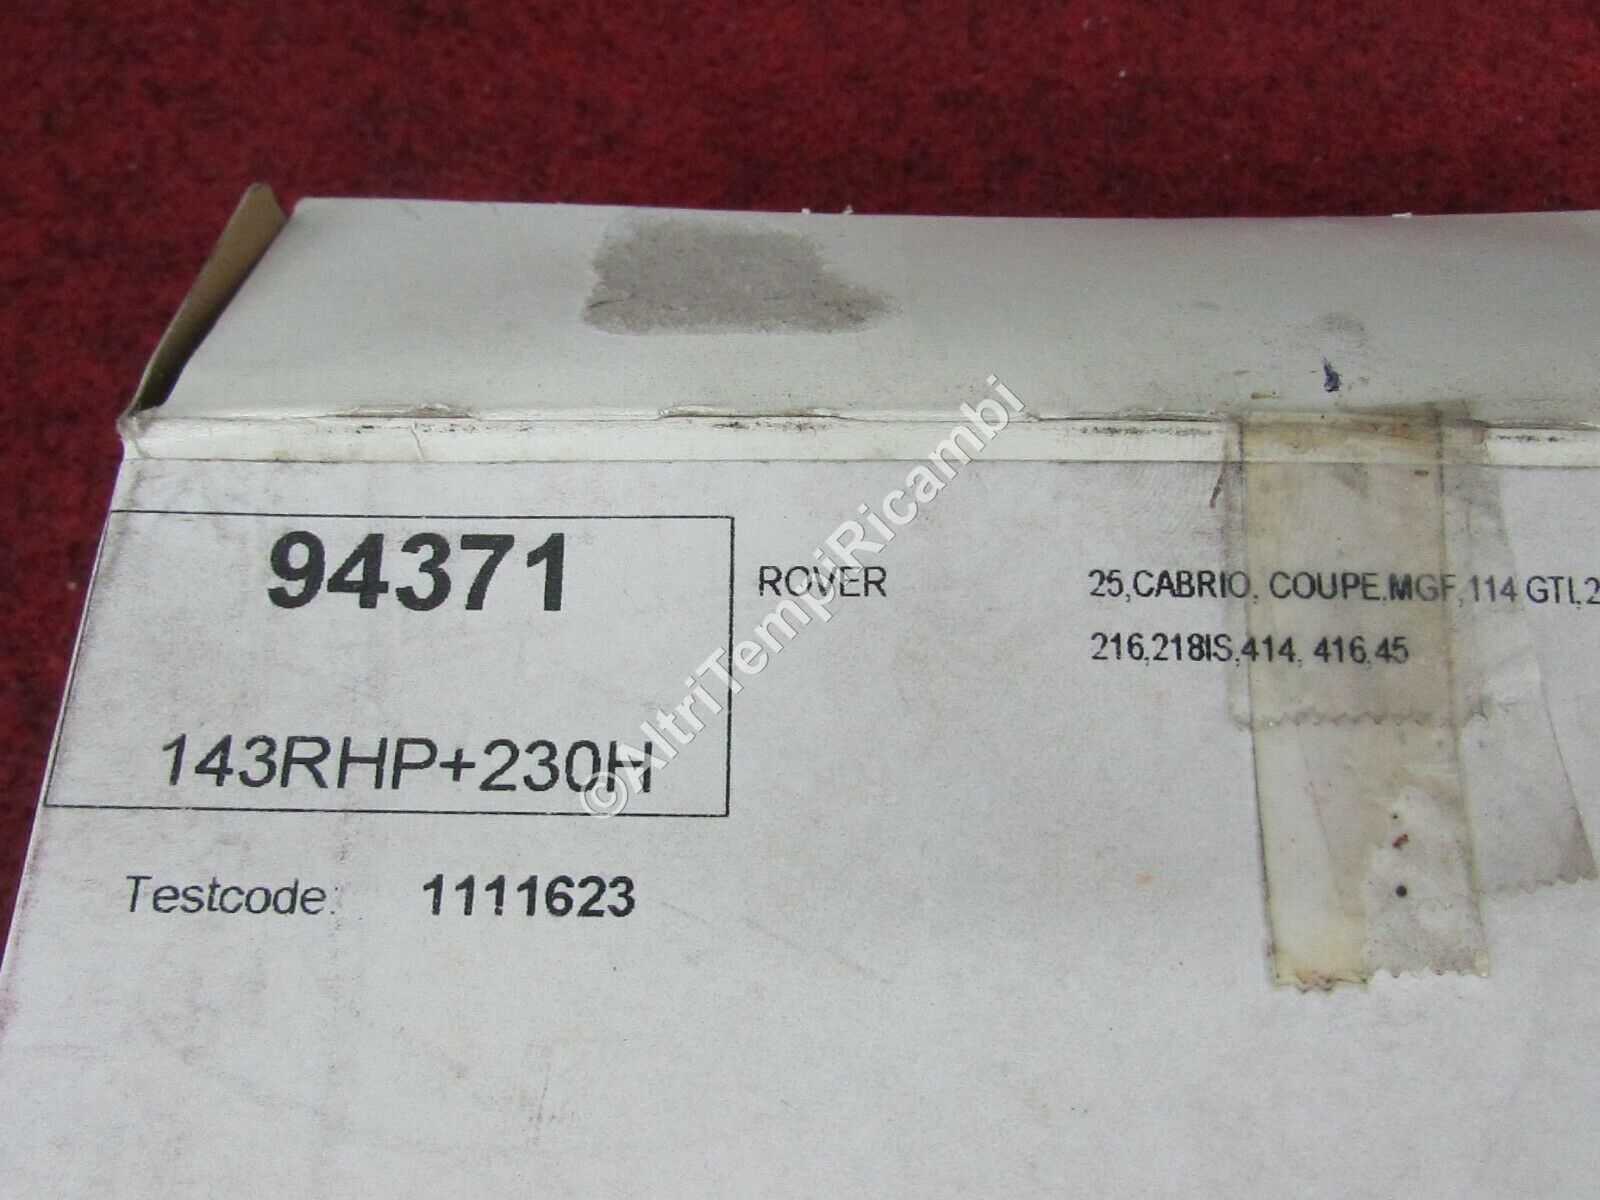 94371
143RHP+230H
Testcode: 1111623
ROVER 25,CABRIO, COUPE,MGF,114 GTI,2
216,218IS,414, 416,45
©AltriTempiRicambi